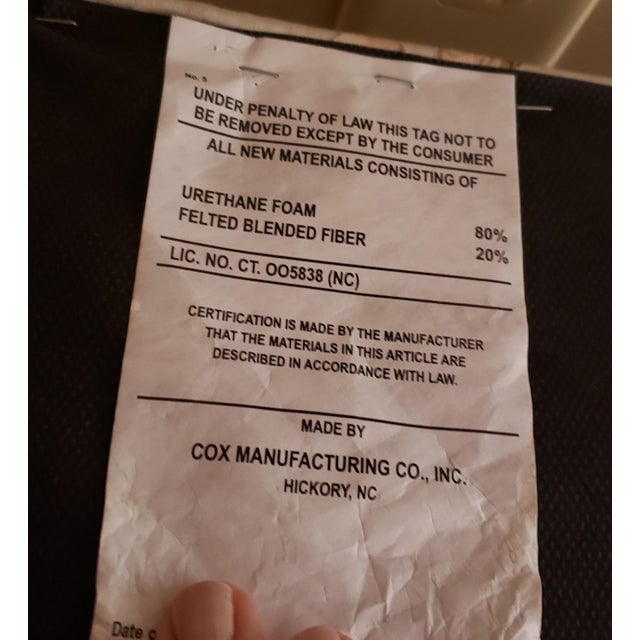 No. 5
UNDER PENALTY OF LAW THIS TAG NOT TO
BE REMOVED EXCEPT BY THE CONSUMER
ALL NEW MATERIALS CONSISTING OF
URETHANE FOAM 80%
FELTED BLENDED FIBER 20%
LIC. NO. CT. OO5838 (NC)
CERTIFICATION IS MADE BY THE MANUFACTURER
THAT THE MATERIALS IN THIS ARTICLE ARE
DESCRIBED IN ACCORDANCE WITH LAW.
MADE BY
COX MANUFACTURING CO., INC.
HICKORY, NC
Date